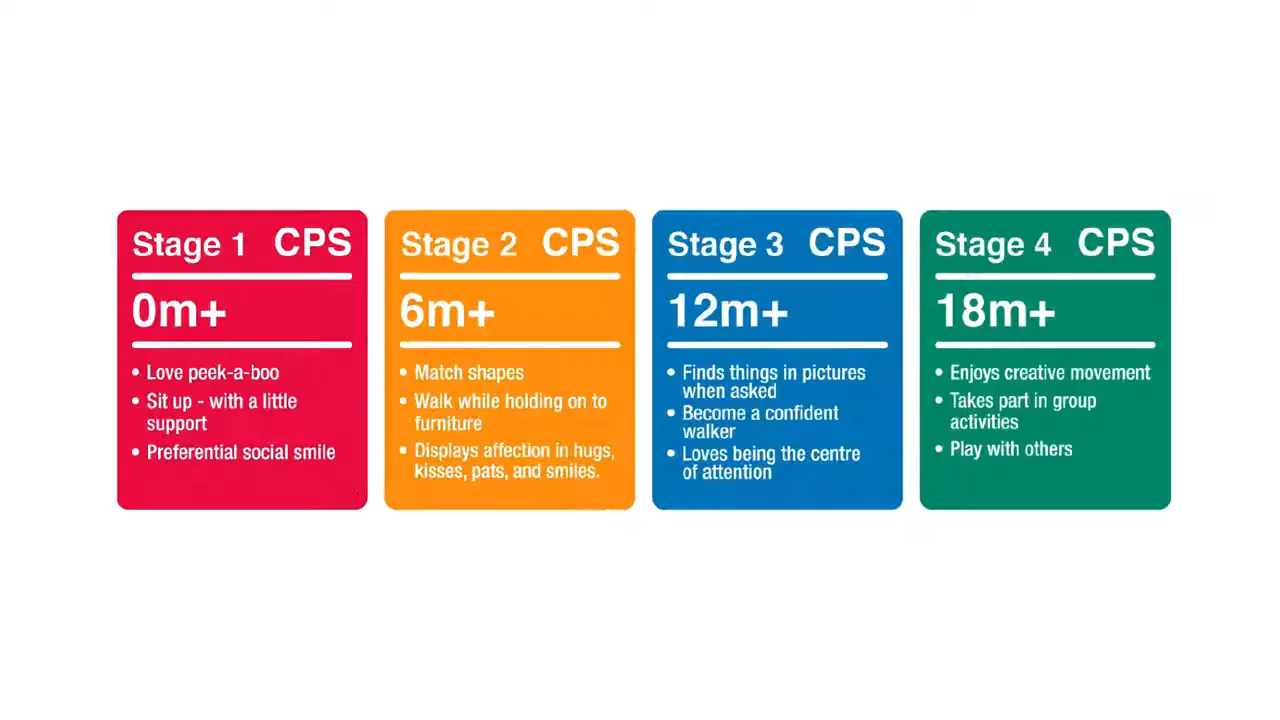 Stage 1 CPS
0m+
• Love peek-a-boo
• Sit up - with a little
support
• Preferential social smile
Stage 2 CPS
6m+
• Match shapes
• Walk while holding on to
furniture
• Displays affection in hugs,
kisses, pats, and smiles.
Stage 3 CPS
12m+
• Finds things in pictures
when asked
• Become a confident
walker
• Loves being the centre
of attention
Stage 4 CPS
18m+
• Enjoys creative movement
• Takes part in group
activities
• Play with others